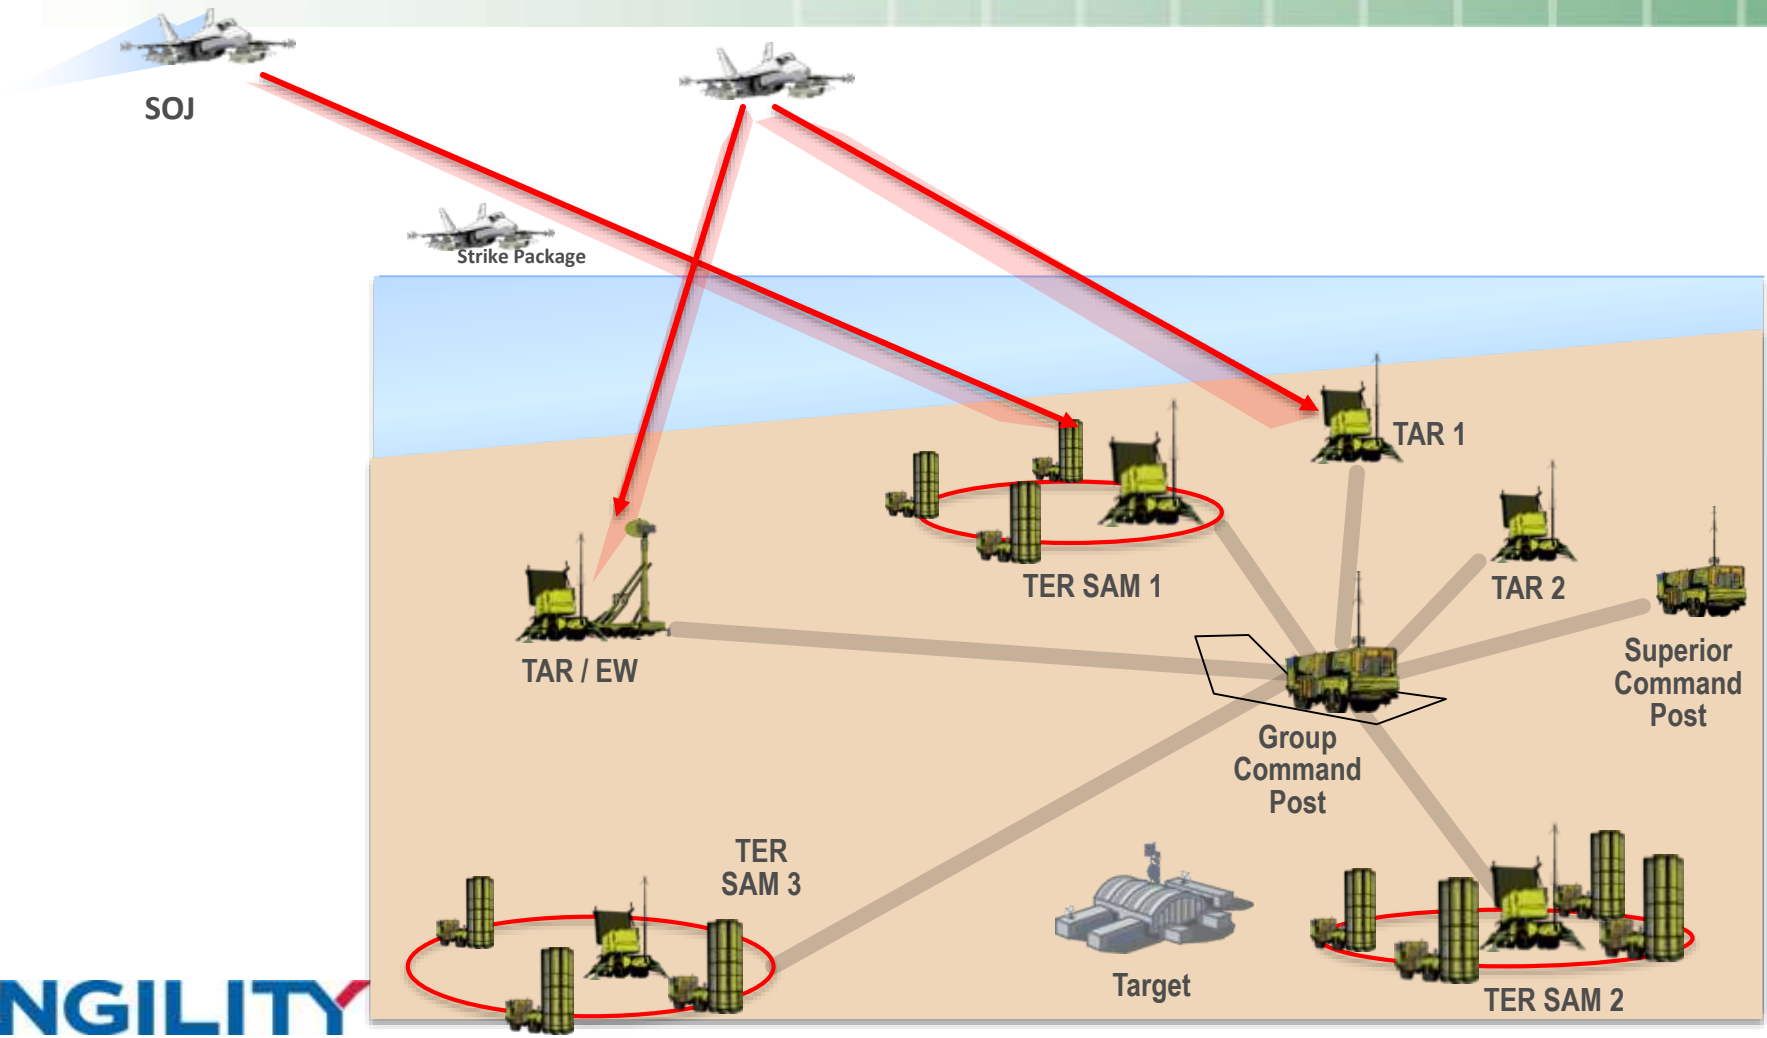 SOJ
Strike Package
TAR 1
TER SAM 1
TAR 2
TAR / EW
Superior
Command
Post
Group
Command
Post
TER
SAM 3
Target
TER SAM 2
NGILITY